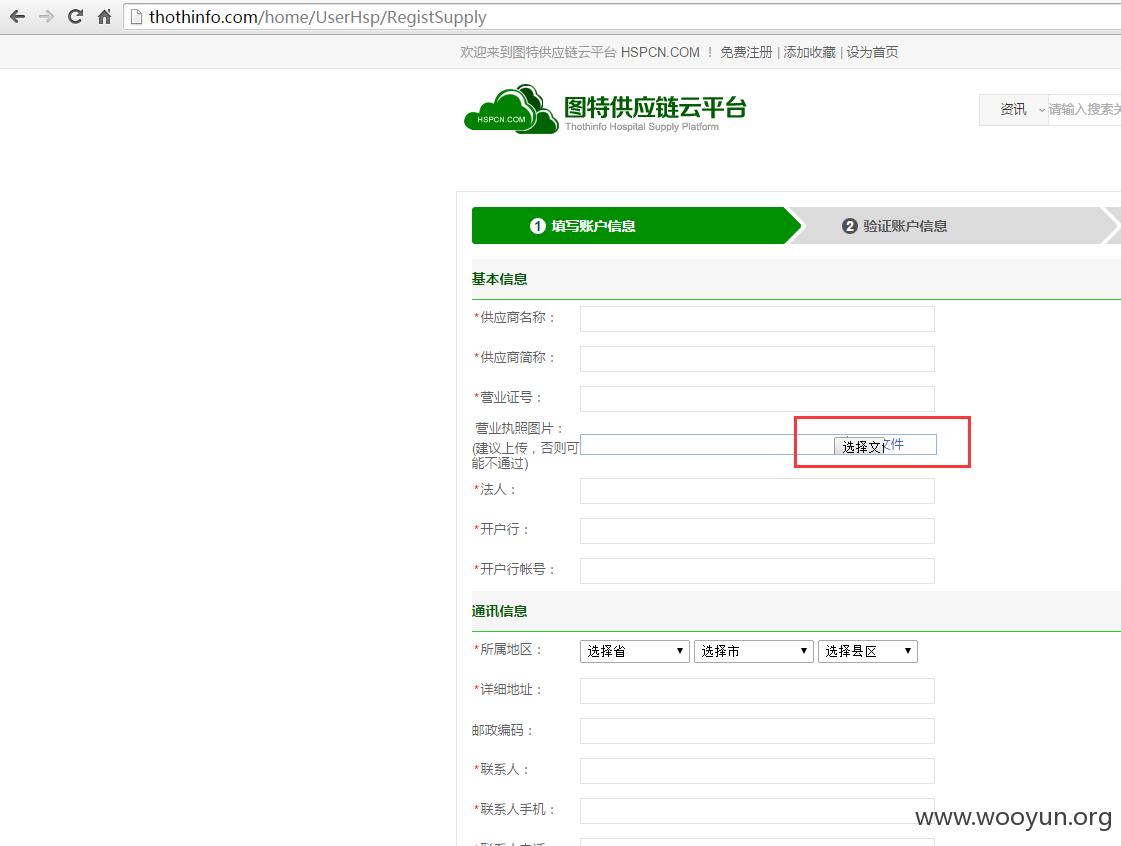 thothinfo.com/home/UserHsp/RegistSupply
欢迎来到图特供应链云平台 HSPCN.COM ！ 免费注册 | 添加收藏 | 设为首页
HSPCN.COM
图特供应链云平台
Thothinfo Hospital Supply Platform
资讯 请输入搜索关
1 填写账户信息 2 验证账户信息
基本信息
*供应商名称：
*供应商简称：
*营业证号：
营业执照图片：
(建议上传，否则可
能不通过)
选择文件
*法人：
*开户行：
*开户行帐号：
通讯信息
*所属地区： 选择省 选择市 选择县区
*详细地址：
邮政编码：
*联系人：
*联系人手机：
www.wooyun.org